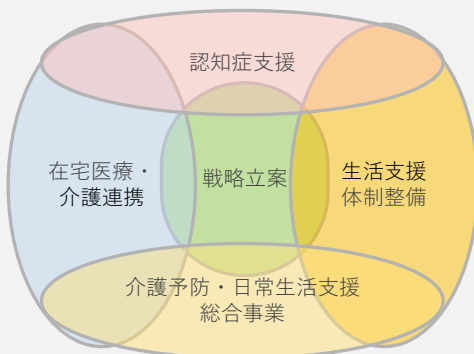 認知症支援
在宅医療・
介護連携
戦略立案
生活支援
体制整備
介護予防・日常生活支援
総合事業